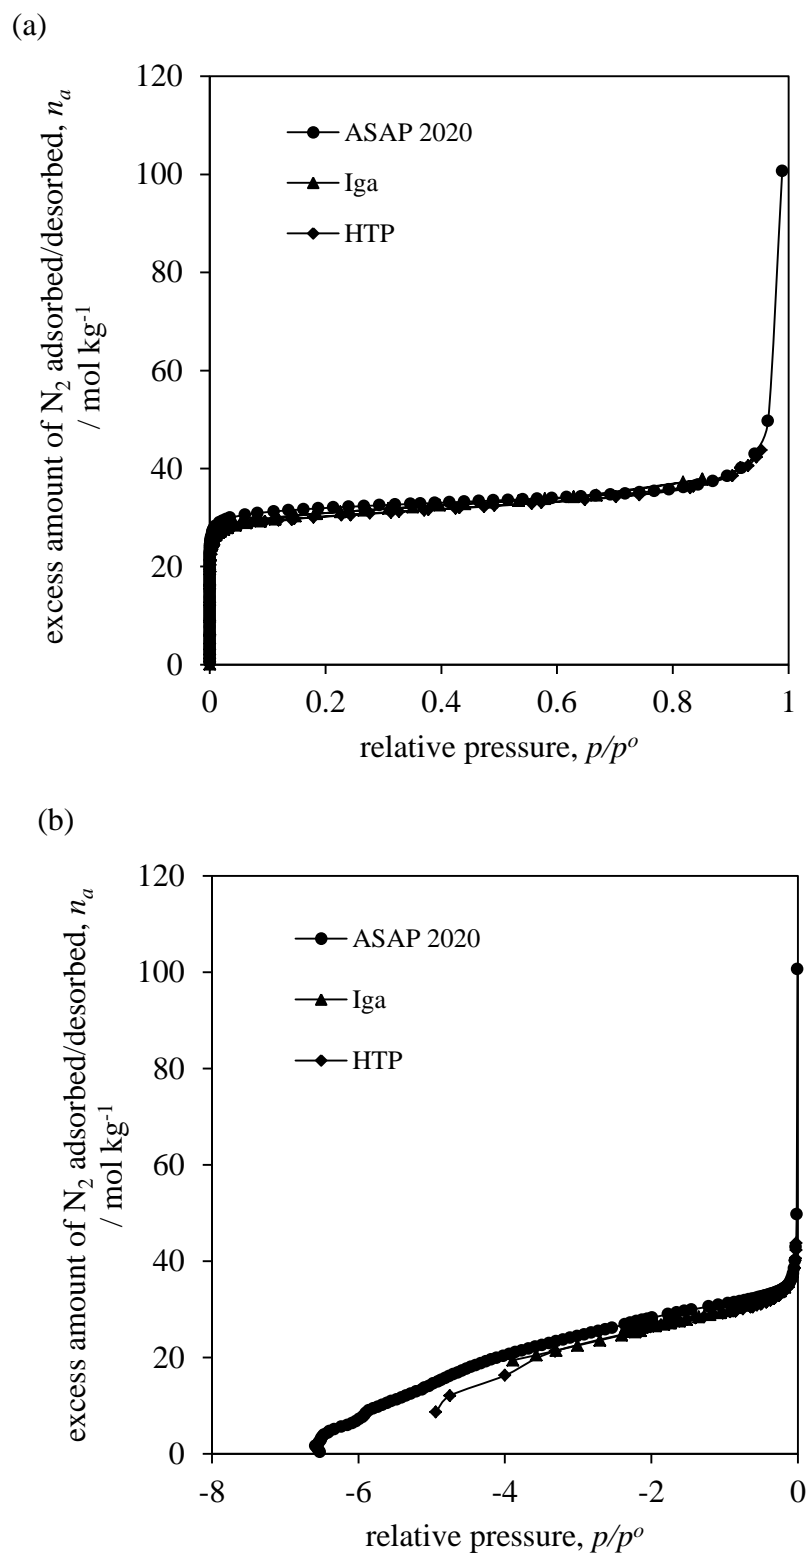 (a)
excess amount of N2 adsorbed/desorbed, na
/ mol kg-1
120
100
80
60
40
20
0
ASAP 2020
Iga
HTP
0 0.2 0.4 0.6 0.8 1
relative pressure, p/po
(b)
excess amount of N2 adsorbed/desorbed, na
/ mol kg-1
120
100
80
60
40
20
0
ASAP 2020
Iga
HTP
-8 -6 -4 -2 0
relative pressure, p/po